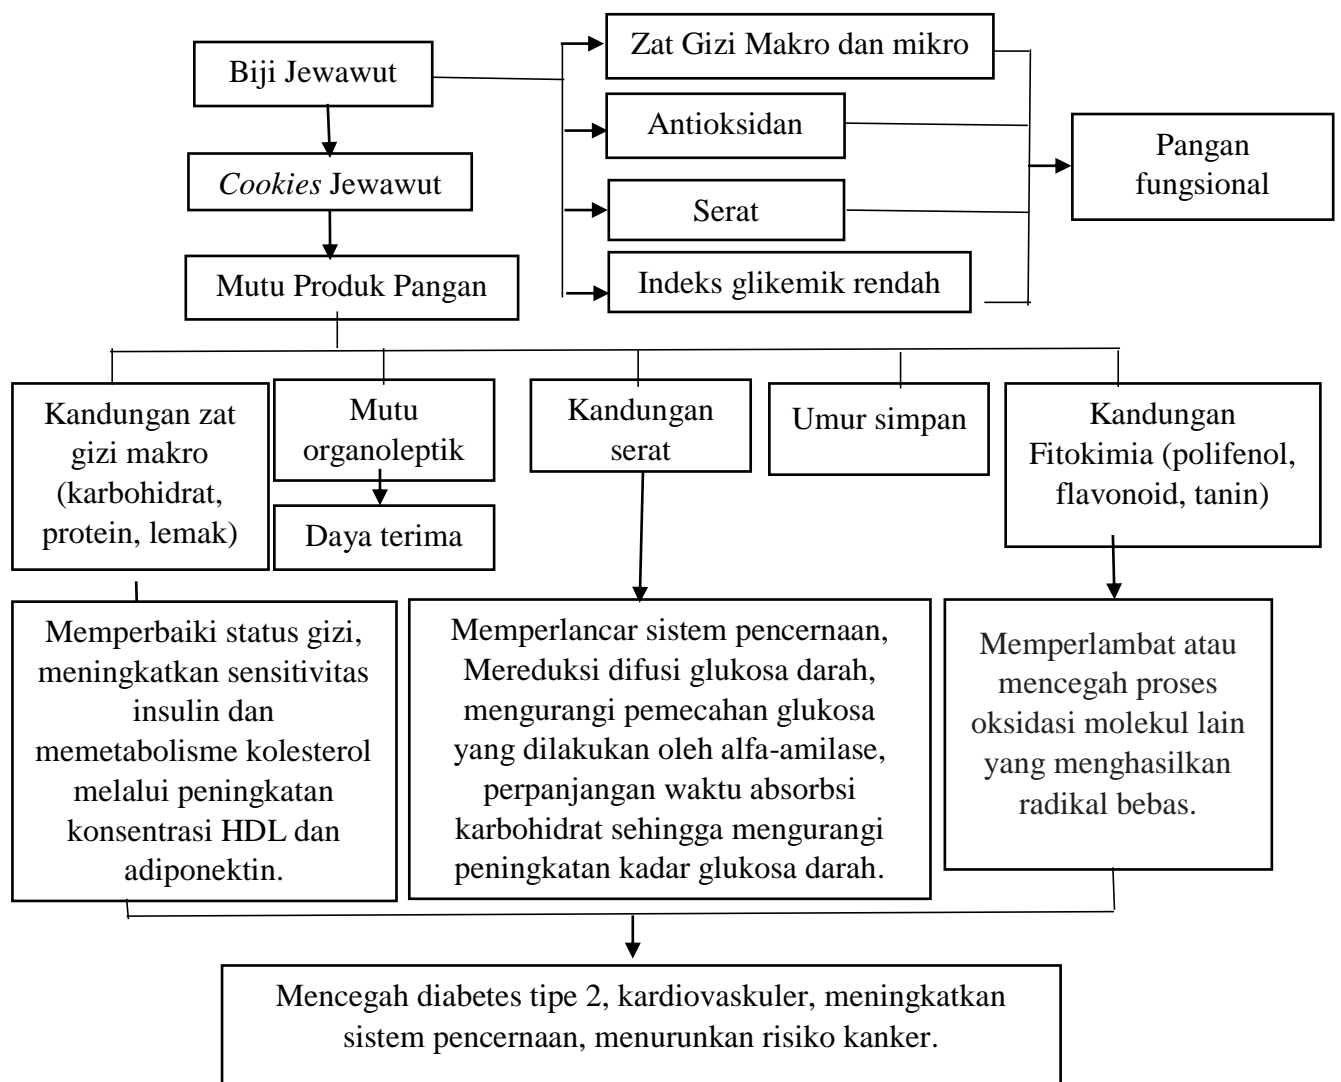 Biji Jewawut
Zat Gizi Makro dan mikro
Antioksidan
Pangan
fungsional
Cookies Jewawut
Serat
Mutu Produk Pangan
Indeks glikemik rendah
Kandungan zat
gizi makro
(karbohidrat,
protein, lemak)
Mutu
organoleptik
Daya terima
Kandungan
serat
Umur simpan
Kandungan
Fitokimia (polifenol,
flavonoid, tanin)
Memperbaiki status gizi,
meningkatkan sensitivitas
insulin dan
memetabolisme kolesterol
melalui peningkatan
konsentrasi HDL dan
adiponektin.
Memperlancar sistem pencernaan,
Mereduksi difusi glukosa darah,
mengurangi pemecahan glukosa
yang dilakukan oleh alfa-amilase,
perpanjangan waktu absorbsi
karbohidrat sehingga mengurangi
peningkatan kadar glukosa darah.
Memperlambat atau
mencegah proses
oksidasi molekul lain
yang menghasilkan
radikal bebas.
Mencegah diabetes tipe 2, kardiovaskuler, meningkatkan
sistem pencernaan, menurunkan risiko kanker.